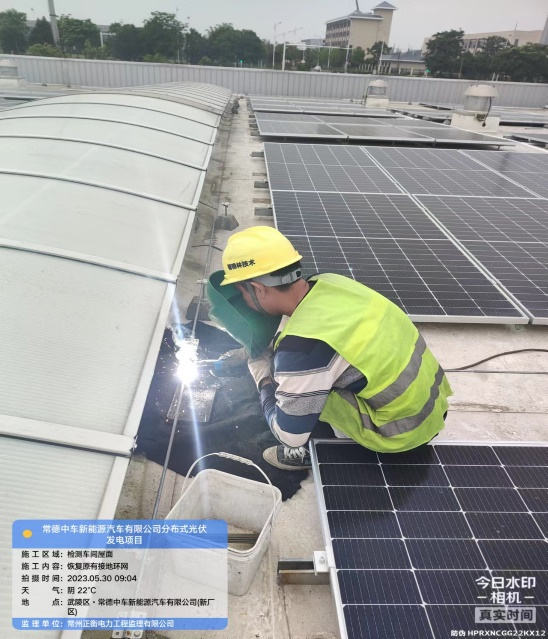 常德中车新能源汽车有限公司分布式光伏
发电项目
施工区域：检测车间屋面
施工内容：恢复原有接地环网
拍摄时间：2023.05.30 09:04
天气：阴 22℃
地点：武陵区·常德中车新能源汽车有限公司(新厂
区)
监理单位：常州正衡电力工程监理有限公司
今日水印
相机
真实时间
防伪 HPRXNCGG22KX12